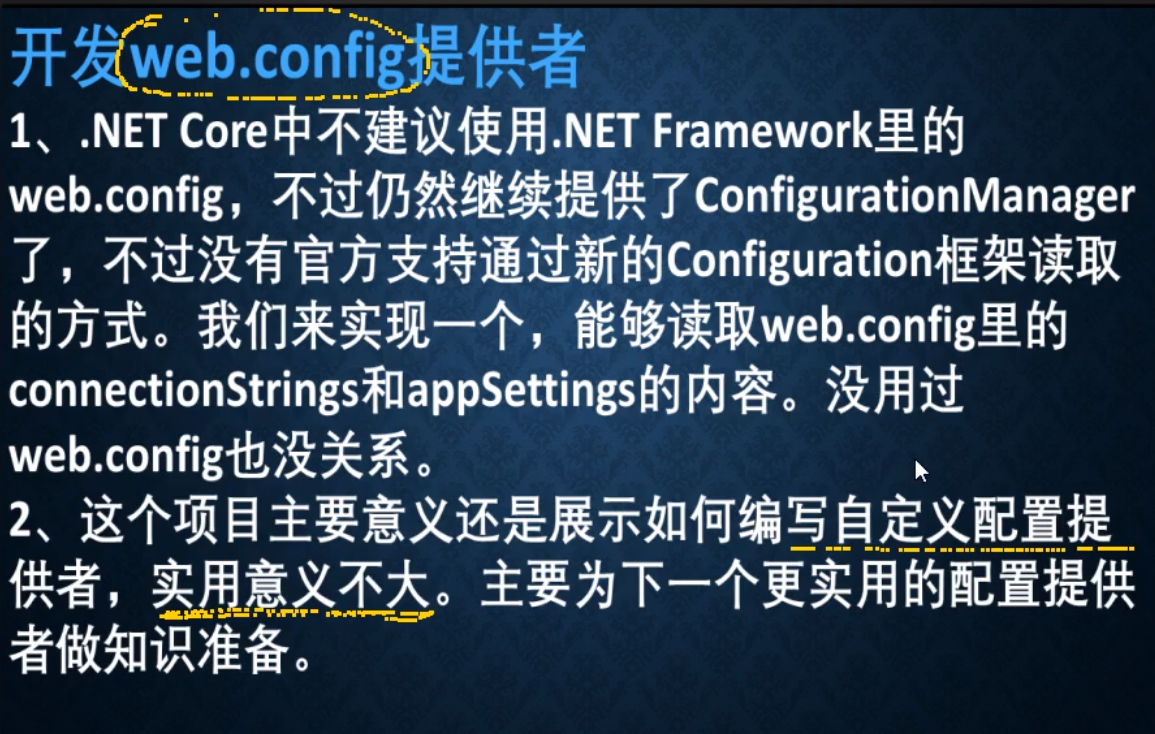 开发web.config提供者
1、.NET Core中不建议使用.NET Framework里的
web.config，不过仍然继续提供了ConfigurationManager
了，不过没有官方支持通过新的Configuration框架读取
的方式。我们来实现一个，能够读取web.config里的
connectionStrings和appSettings的内容。没用过
web.config也没关系。
2、这个项目主要意义还是展示如何编写自定义配置提
供者，实用意义不大。主要为下一个更实用的配置提供
者做知识准备。